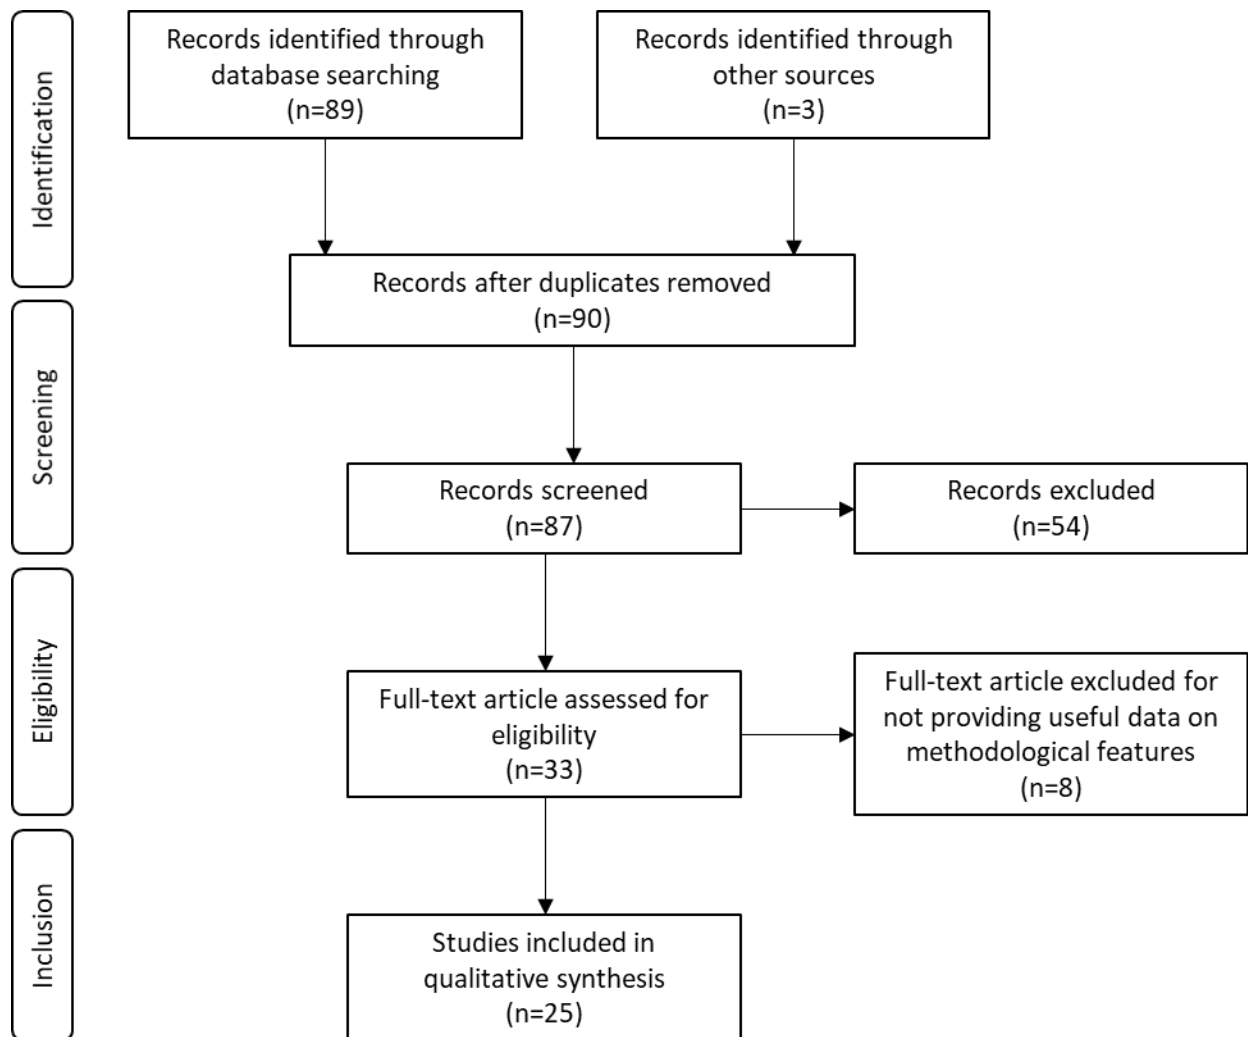 Identification
Records identified through
database searching
(n=89)
Records identified through
other sources
(n=3)
Records after duplicates removed
(n=90)
Screening
Records screened
(n=87)
Records excluded
(n=54)
Eligibility
Full-text article assessed for
eligibility
(n=33)
Full-text article excluded for
not providing useful data on
methodological features
(n=8)
Inclusion
Studies included in
qualitative synthesis
(n=25)